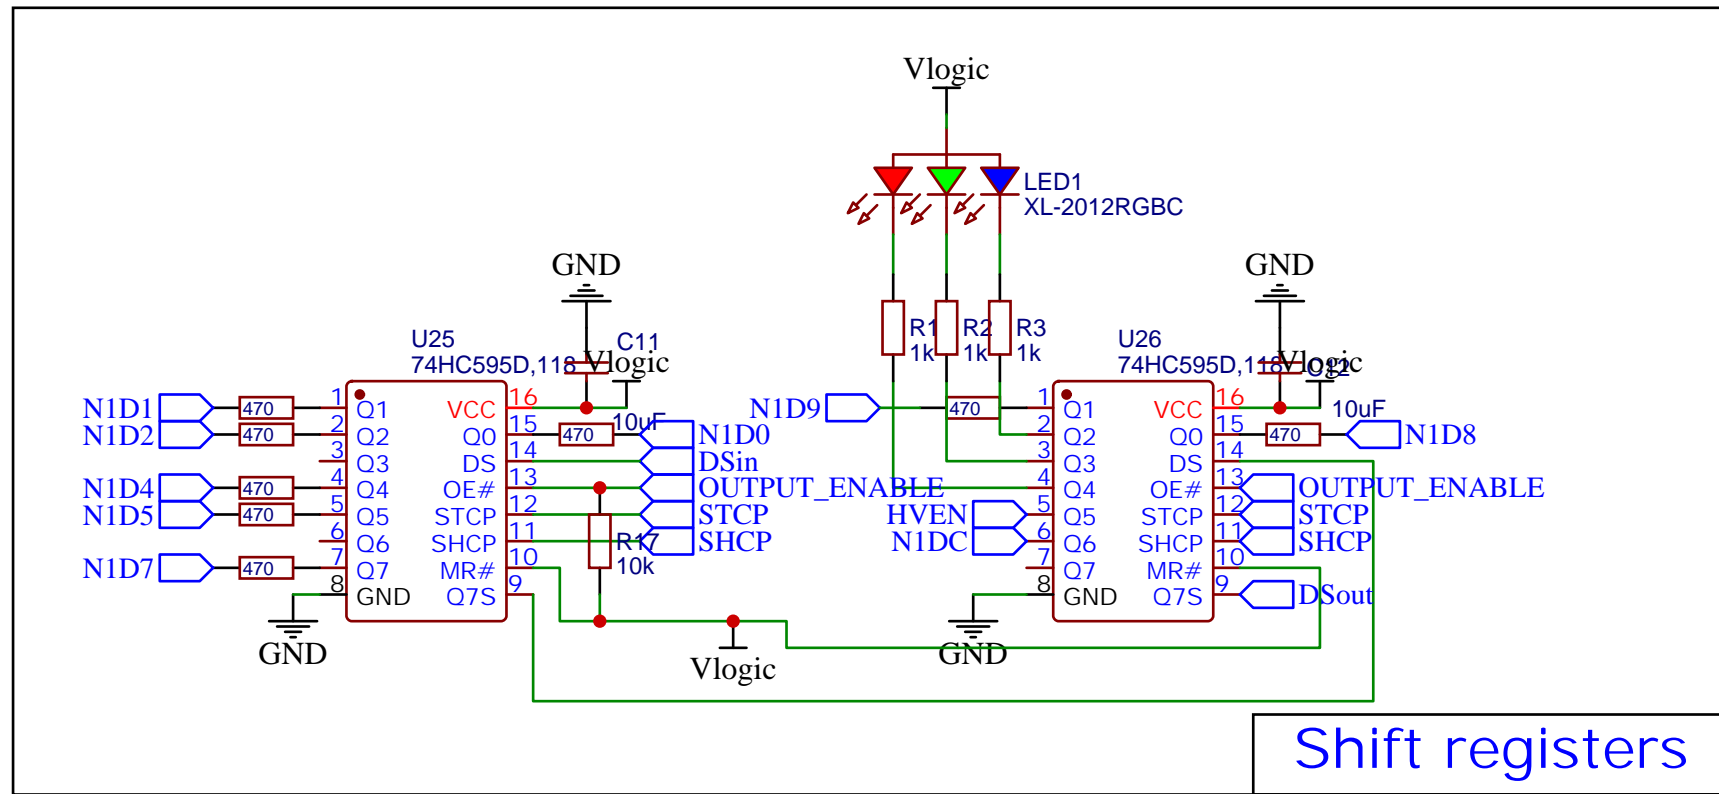 Vlogic
LED1
XL-2012RGBC
GND
GND
R1
1k
R2
1k
R3
1k
U25
74HC595D,118
C11
Vlogic
10uF
U26
74HC595D,118
Vlogic
C12
10uF
N1D1
470
1
Q1
N1D2
470
2
Q2
3
Q3
N1D4
470
4
Q4
N1D5
470
5
Q5
6
Q6
N1D7
470
7
Q7
8
GND
GND
VCC
16
Q0
15
470
N1D0
DS
14
DSin
OE#
13
OUTPUT_ENABLE
STCP
12
STCP
SHCP
11
SHCP
MR#
10
Q7S
9
R17
10k
Vlogic
N1D9
470
1
Q1
2
Q2
3
Q3
4
Q4
HVEN
5
Q5
N1DC
6
Q6
7
Q7
8
GND
GND
VCC
16
Q0
15
470
N1D8
DS
14
OE#
13
OUTPUT_ENABLE
STCP
12
STCP
SHCP
11
SHCP
MR#
10
Q7S
9
DSout
Shift registers